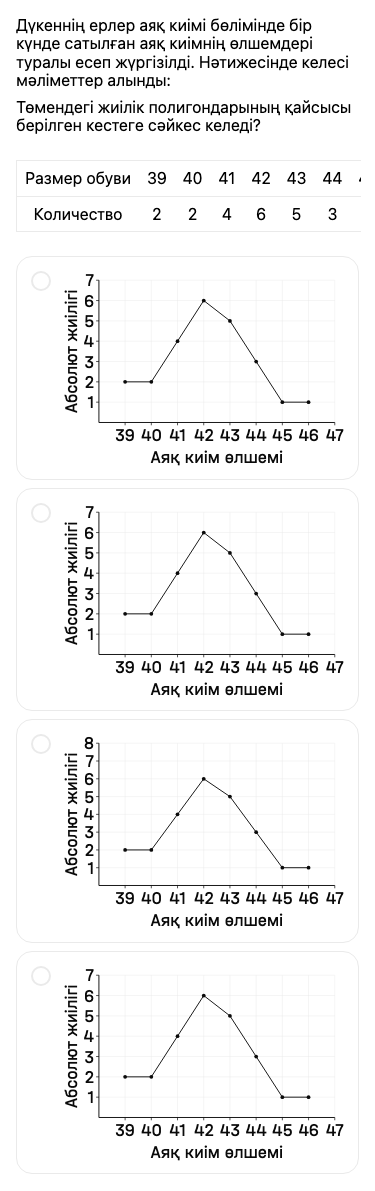 Дүкеннің ерлер аяқ киімі бөлімінде бір
күнде сатылған аяқ киімнің өлшемдері
туралы есеп жүргізілді. Нәтижесінде келесі
мәліметтер алынды:
Төмендегі жиілік полигондарының қайсысы
берілген кестеге сәйкес келеді?
Размер обуви 39 40 41 42 43 44
Количество 2 2 4 6 5 3
7
6
5
4
3
2
1
Абсолют жиілігі
39 40 41 42 43 44 45 46 47
Аяқ киім өлшемі
7
6
5
4
3
2
1
Абсолют жиілігі
39 40 41 42 43 44 45 46 47
Аяқ киім өлшемі
8
7
6
5
4
3
2
1
Абсолют жиілігі
39 40 41 42 43 44 45 46 47
Аяқ киім өлшемі
7
6
5
4
3
2
1
Абсолют жиілігі
39 40 41 42 43 44 45 46 47
Аяқ киім өлшемі